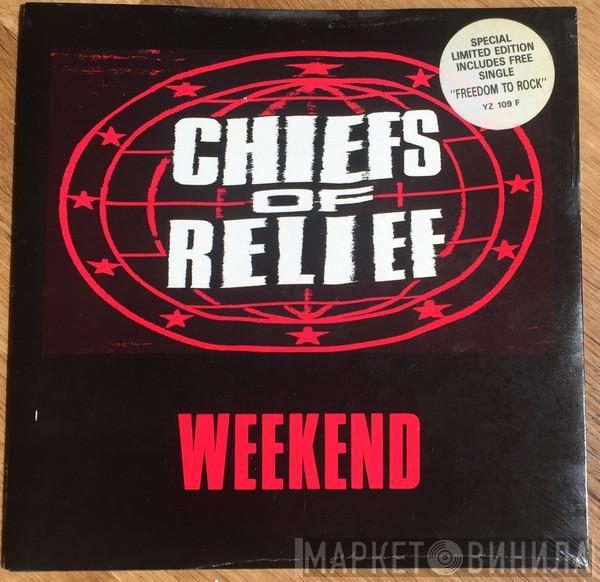 SPECIAL
LIMITED EDITION
INCLUDES FREE
SINGLE
"FREEDOM TO ROCK"
YZ 109 F
CHIEFS
OF
RELIEF
WEEKEND
МАРКЕТ ВИНИЛА